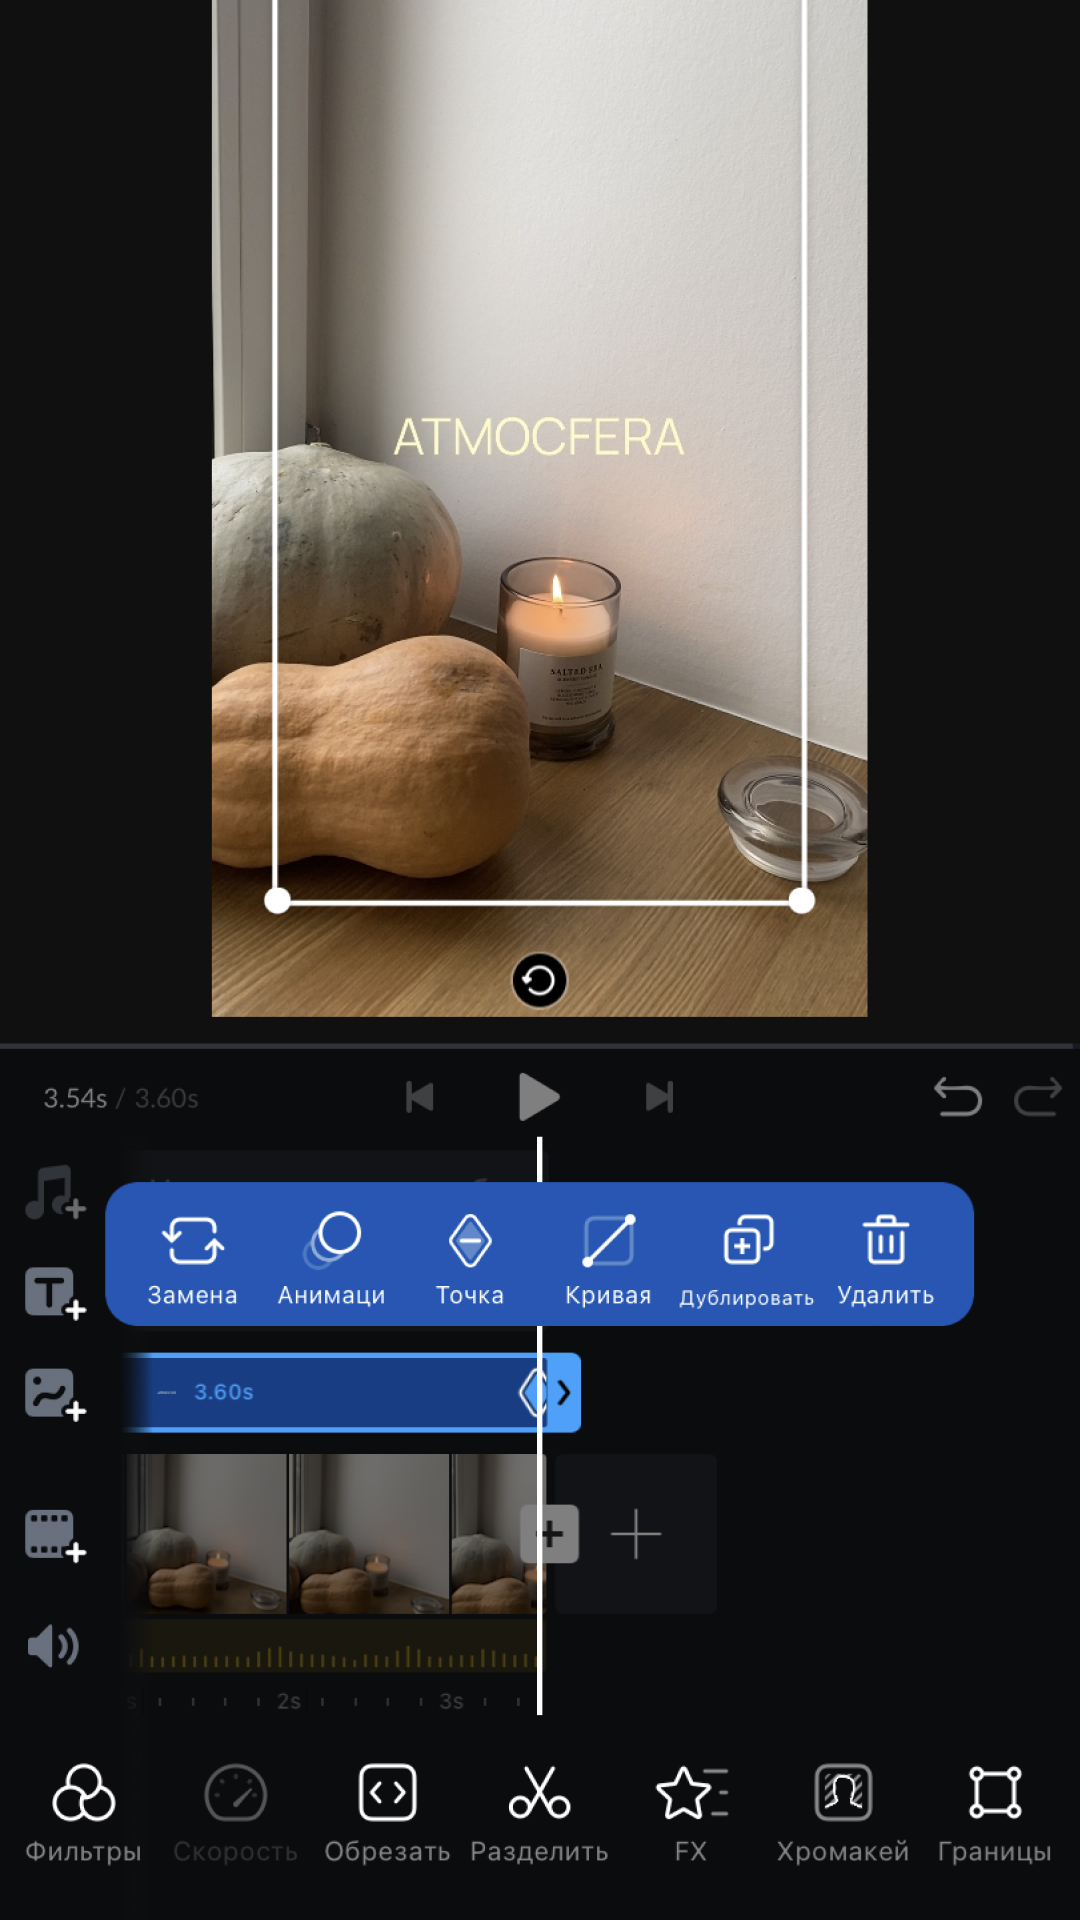 ATMOCFERA
SALTED SEA
3.54s / 3.60s
Замена Анимаци Точка Кривая Дублировать Удалить
3.60s
2s 3s
Фильтры Скорость Обрезать Разделить FX Хромакей Границы